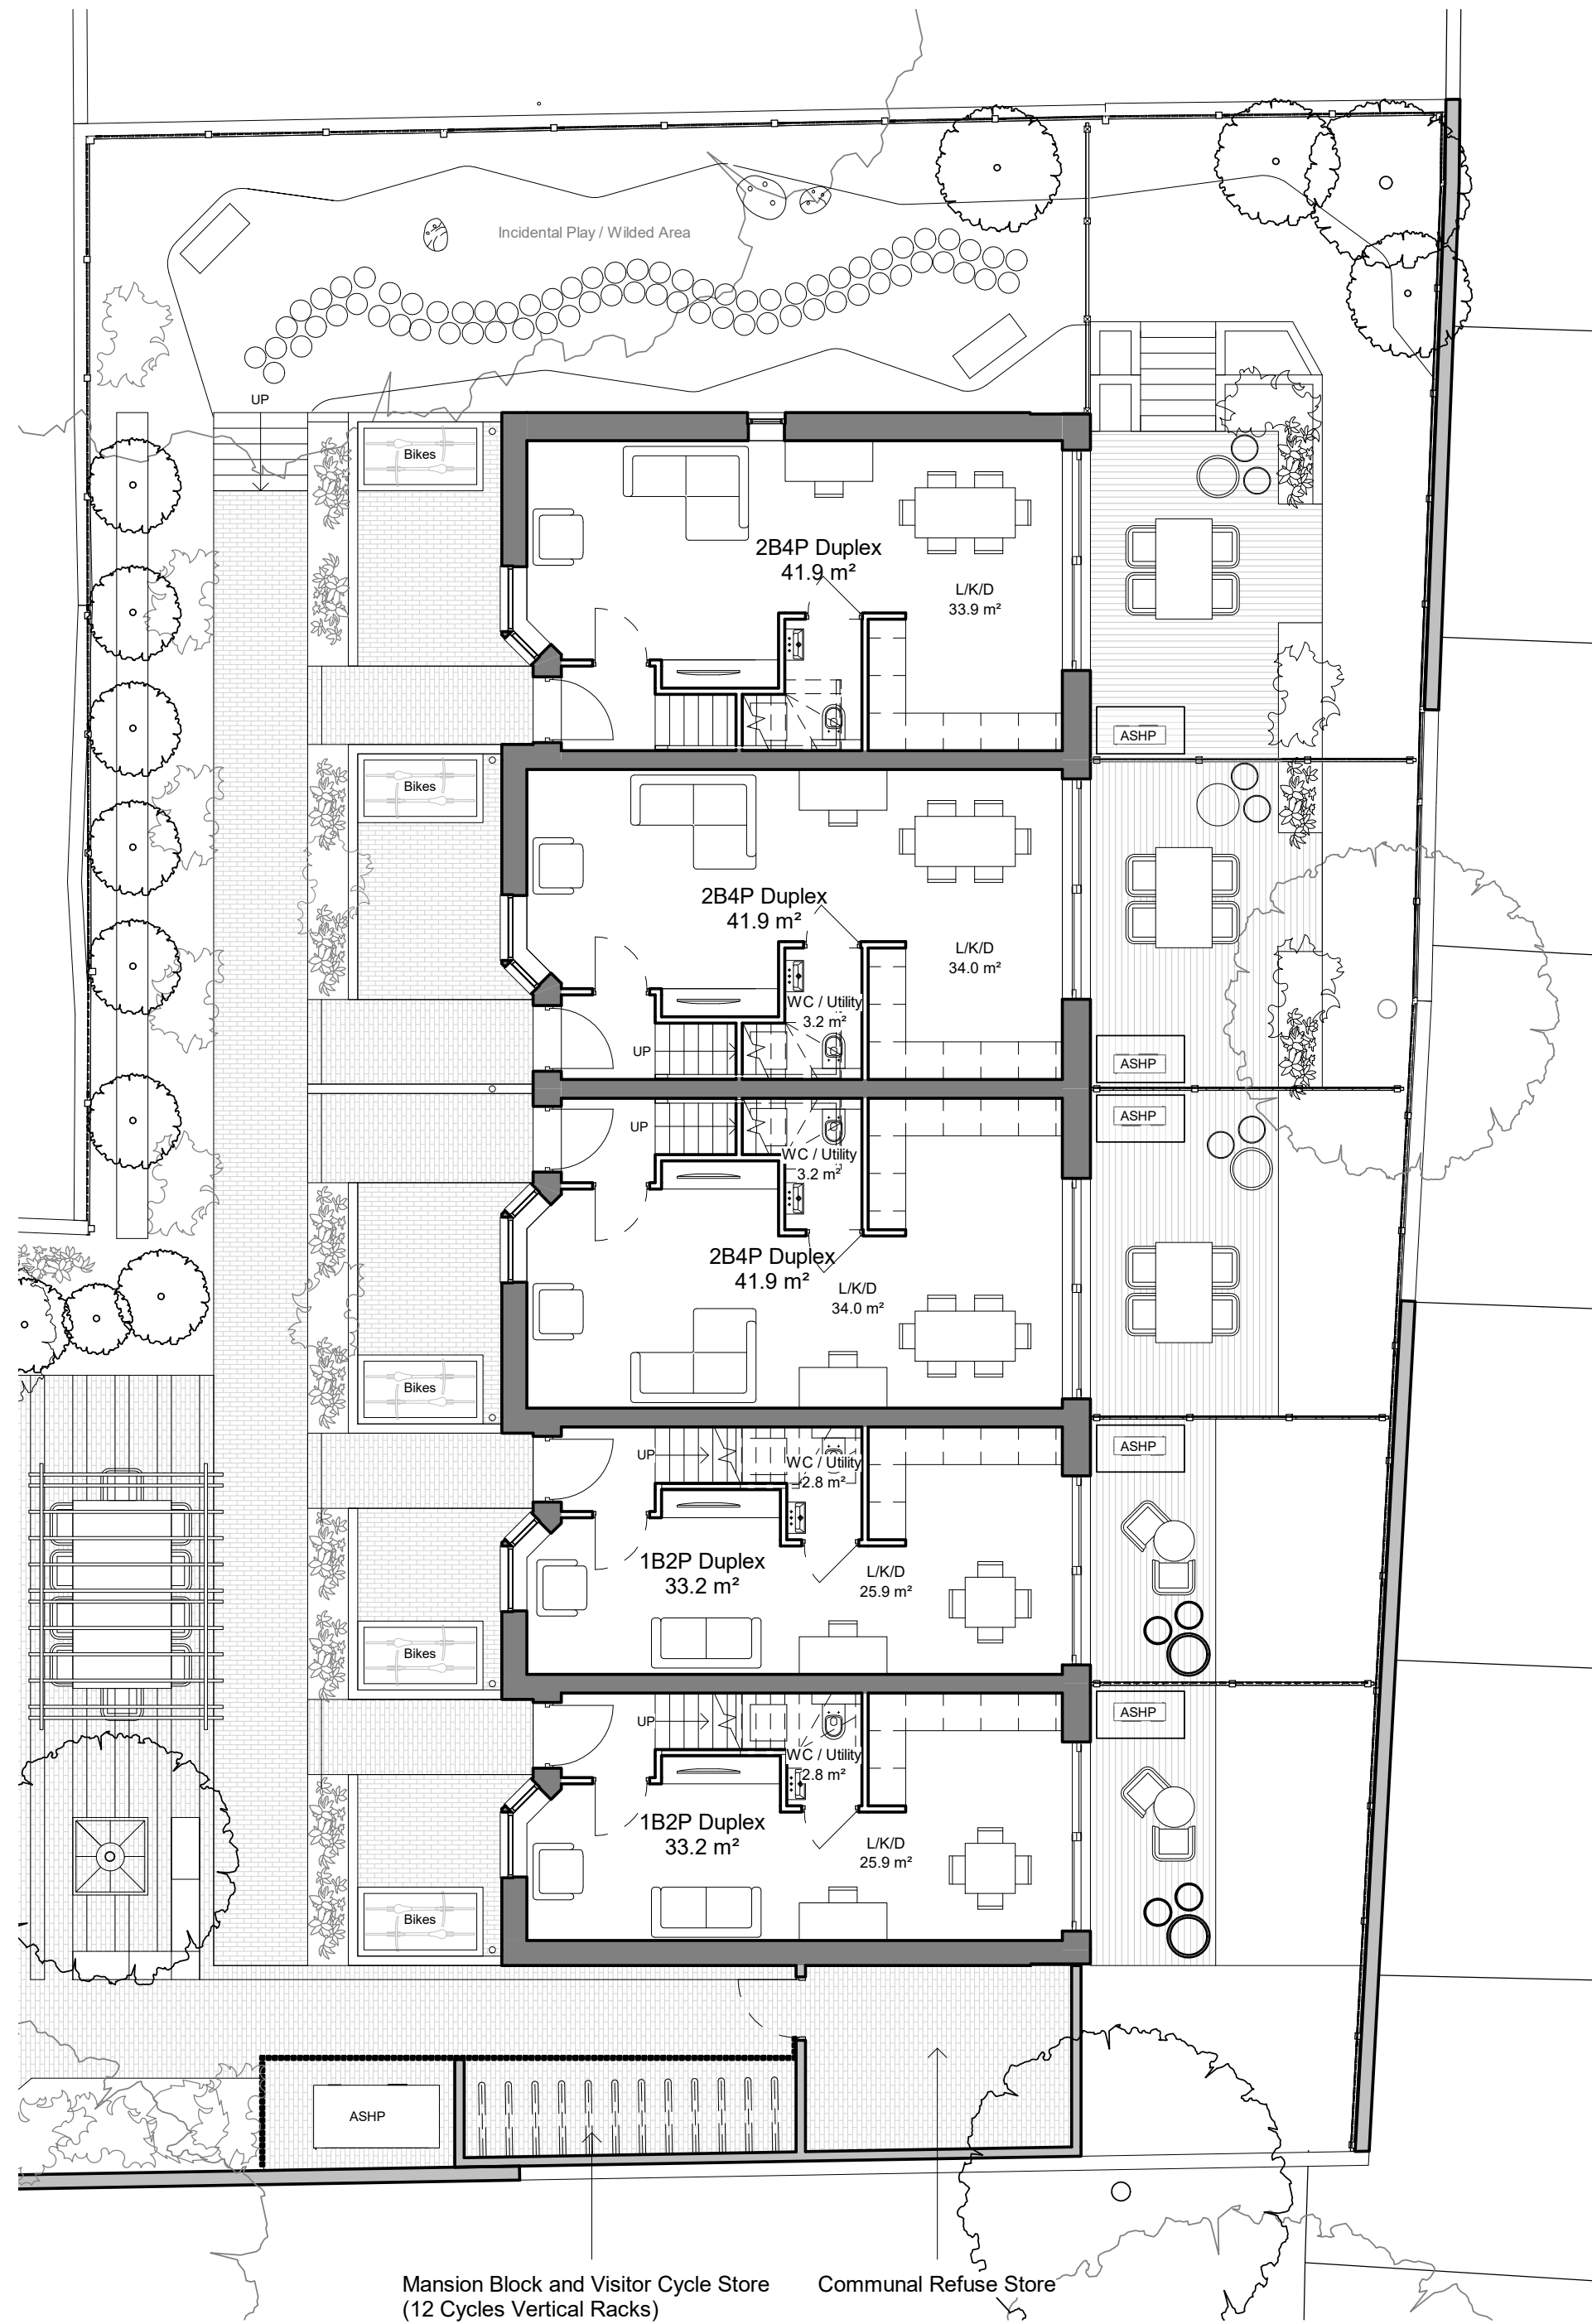 Incidental Play / Wilded Area
UP
Bikes
2B4P Duplex
41.9 m²
L/K/D
33.9 m²
ASHP
Bikes
2B4P Duplex
41.9 m²
L/K/D
34.0 m²
WC / Utility
3.2 m²
UP
ASHP
ASHP
UP
WC / Utility
3.2 m²
2B4P Duplex
41.9 m²
L/K/D
34.0 m²
Bikes
ASHP
UP
WC / Utility
2.8 m²
1B2P Duplex
33.2 m²
L/K/D
25.9 m²
Bikes
ASHP
UP
WC / Utility
2.8 m²
1B2P Duplex
33.2 m²
L/K/D
25.9 m²
Bikes
ASHP
Mansion Block and Visitor Cycle Store
(12 Cycles Vertical Racks)
Communal Refuse Store